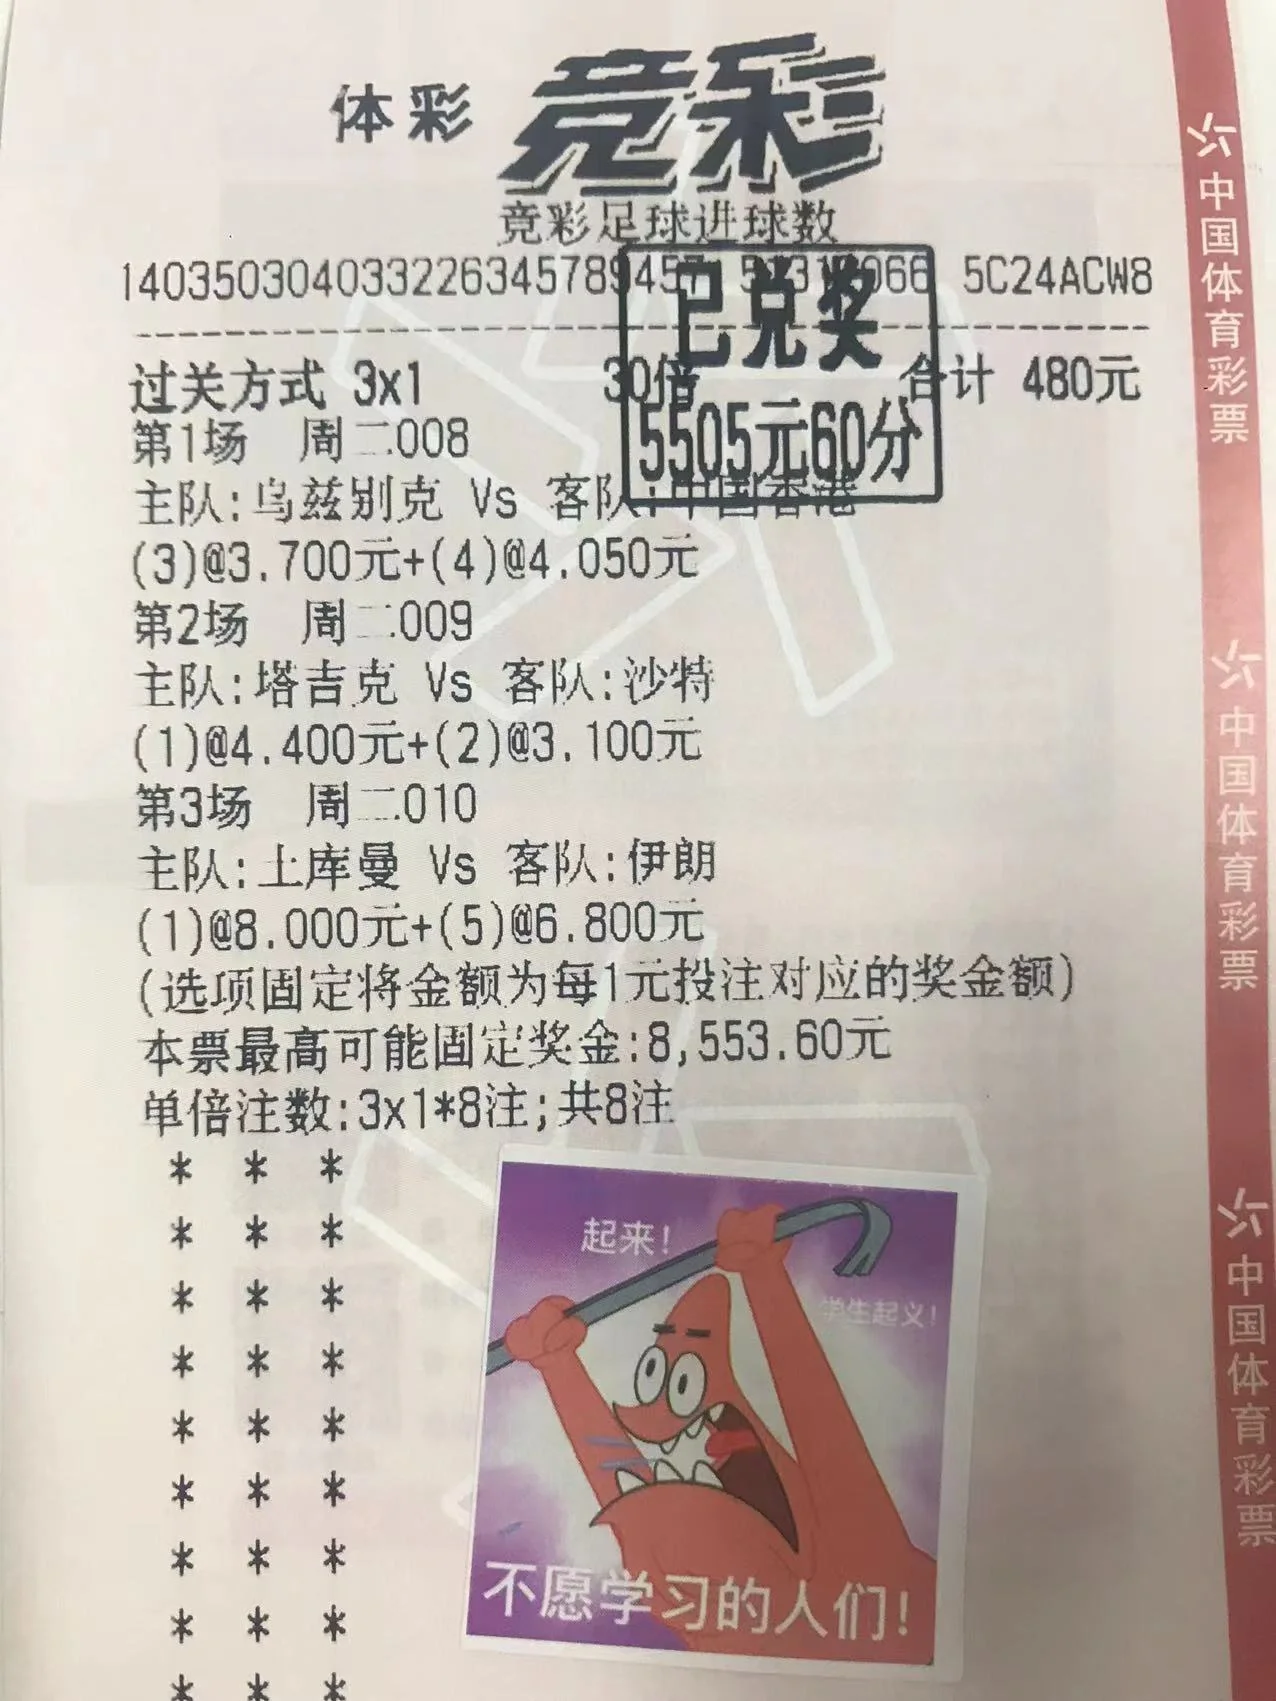 体彩 竞彩
竞彩足球进球数
5C24ACW8
已兑奖
过关方式 3x1 30倍 合计 480元
5505元60分
第1场 周二008
主队:乌兹别克 Vs 客队:中国香港
(3)@3.700元+(4)@4.050元
第2场 周二009
主队:塔吉克 Vs 客队:沙特
(1)@4.400元+(2)@3.100元
第3场 周二010
主队:土库曼 Vs 客队:伊朗
(1)@8.000元+(5)@6.800元
(选项固定将金额为每1元投注对应的奖金额)
本票最高可能固定奖金:8,553.60元
单倍注数:3x1*8注;共8注
* * *
* * *
* * *
* * *
* * *
* * *
* * *
* * *
* * *
起来!
学生起义!
不愿学习的人们!
中国体育彩票
中国体育彩票
中国体育彩票